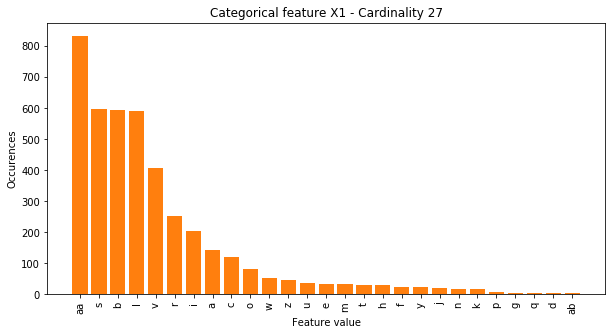 Categorical feature X1 - Cardinality 27
Occurences
800
700
600
500
400
300
200
100
0
aa s b l v r i a c o w z u e m t h f y j n k p g q d ab
Feature value